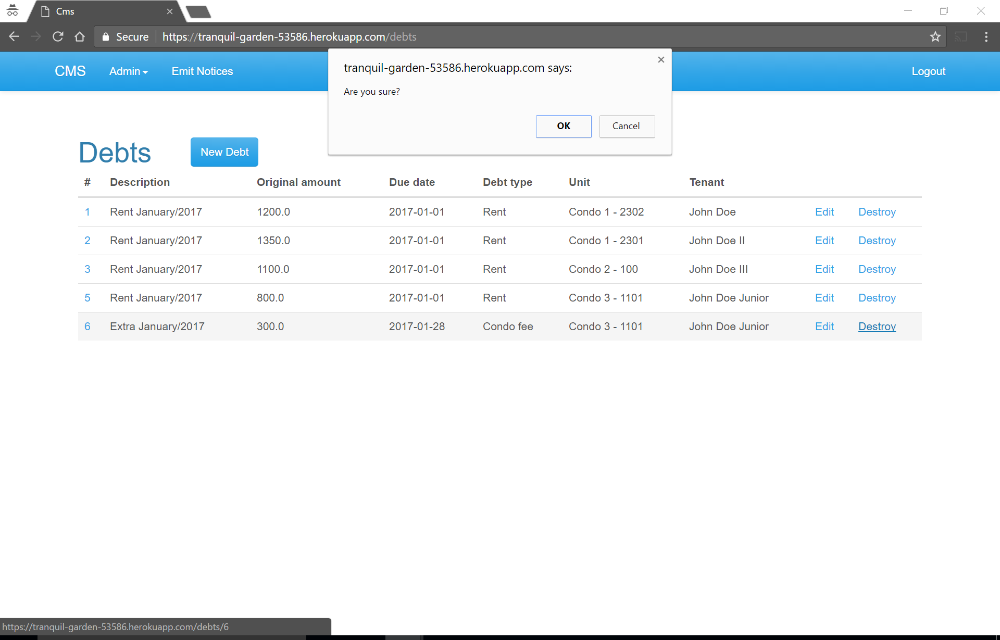 Cms
Secure https://tranquil-garden-53586.herokuapp.com/debts
CMS Admin Emit Notices Logout
tranquil-garden-53586.herokuapp.com says:
Are you sure?
OK Cancel
Debts New Debt
# Description Original amount Due date Debt type Unit Tenant
1 Rent January/2017 1200.0 2017-01-01 Rent Condo 1 - 2302 John Doe Edit Destroy
2 Rent January/2017 1350.0 2017-01-01 Rent Condo 1 - 2301 John Doe II Edit Destroy
3 Rent January/2017 1100.0 2017-01-01 Rent Condo 2 - 100 John Doe III Edit Destroy
5 Rent January/2017 800.0 2017-01-01 Rent Condo 3 - 1101 John Doe Junior Edit Destroy
6 Extra January/2017 300.0 2017-01-28 Condo fee Condo 3 - 1101 John Doe Junior Edit Destroy
https://tranquil-garden-53586.herokuapp.com/debts/6